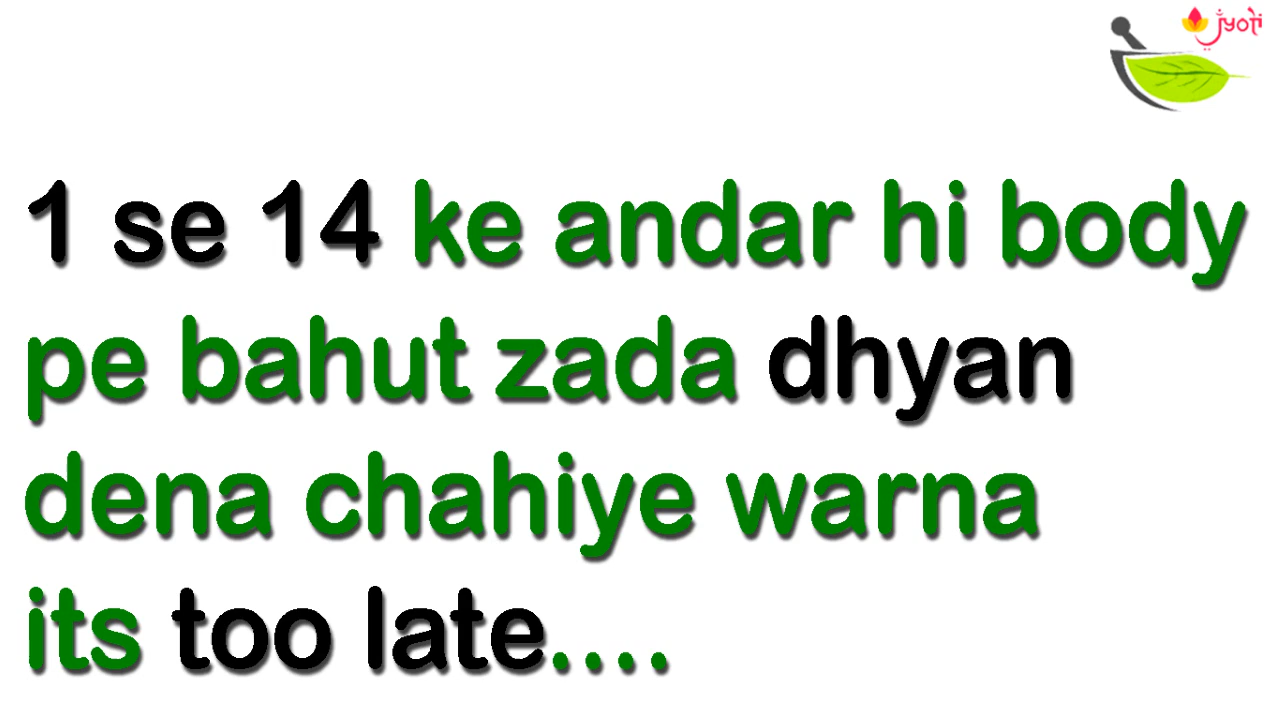 jyoti
1 se 14 ke andar hi body
pe bahut zada dhyan
dena chahiye warna
its too late....